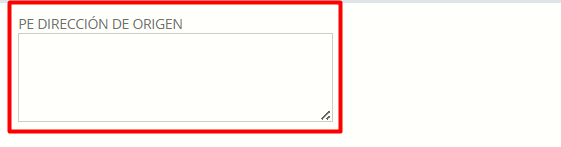 PE DIRECCIÓN DE ORIGEN